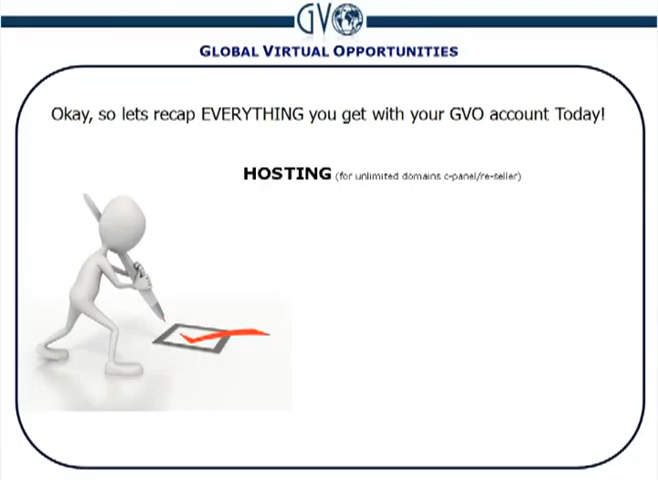 GVO
GLOBAL VIRTUAL OPPORTUNITIES
Okay, so lets recap EVERYTHING you get with your GVO account Today!
HOSTING (for unlimited domains c-panel/re-seller)